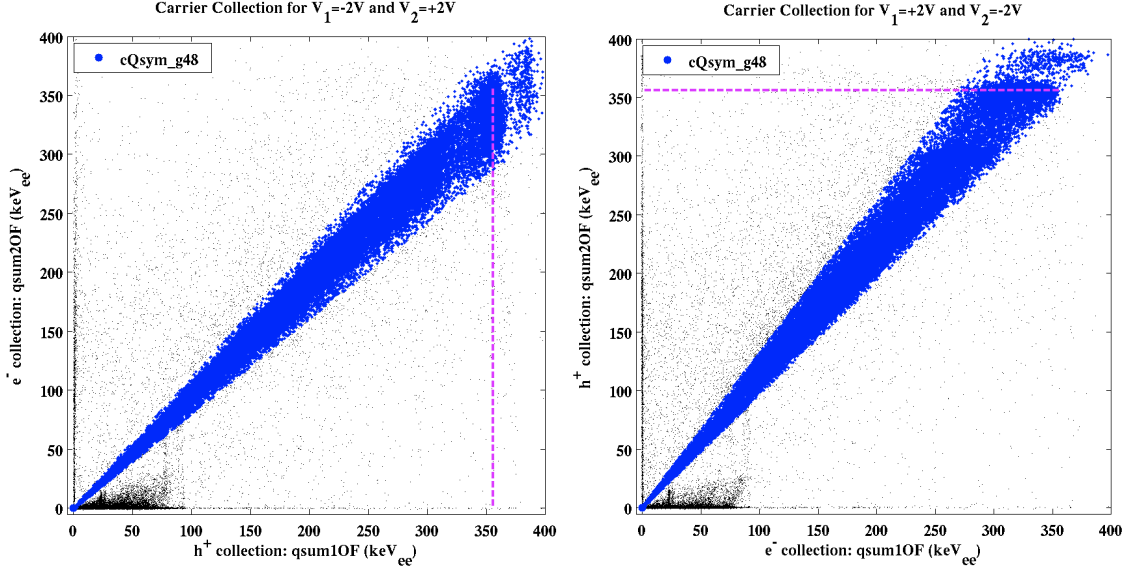 Carrier Collection for V1=-2V and V2=+2V
400
350
300
250
200
150
100
50
0
e- collection: qsum2OF (keVee)
cQsym_g48
0 50 100 150 200 250 300 350 400
h+ collection: qsum1OF (keVee)
Carrier Collection for V1=+2V and V2=-2V
400
350
300
250
200
150
100
50
0
h+ collection: qsum2OF (keVee)
cQsym_g48
0 50 100 150 200 250 300 350 400
e- collection: qsum1OF (keVee)